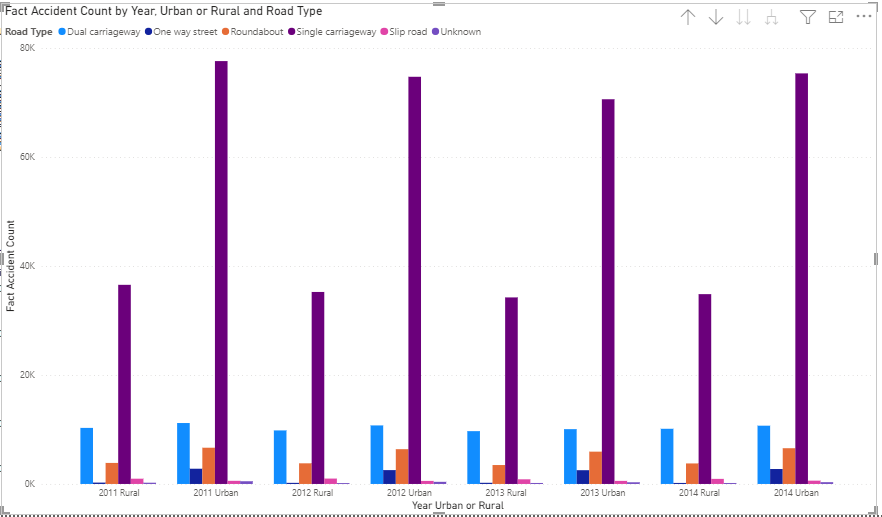 Fact Accident Count by Year, Urban or Rural and Road Type
Road Type Dual carriageway One way street Roundabout Single carriageway Slip road Unknown
80K
60K
40K
20K
0K
Fact Accident Count
2011 Rural 2011 Urban 2012 Rural 2012 Urban 2013 Rural 2013 Urban 2014 Rural 2014 Urban
Year Urban or Rural